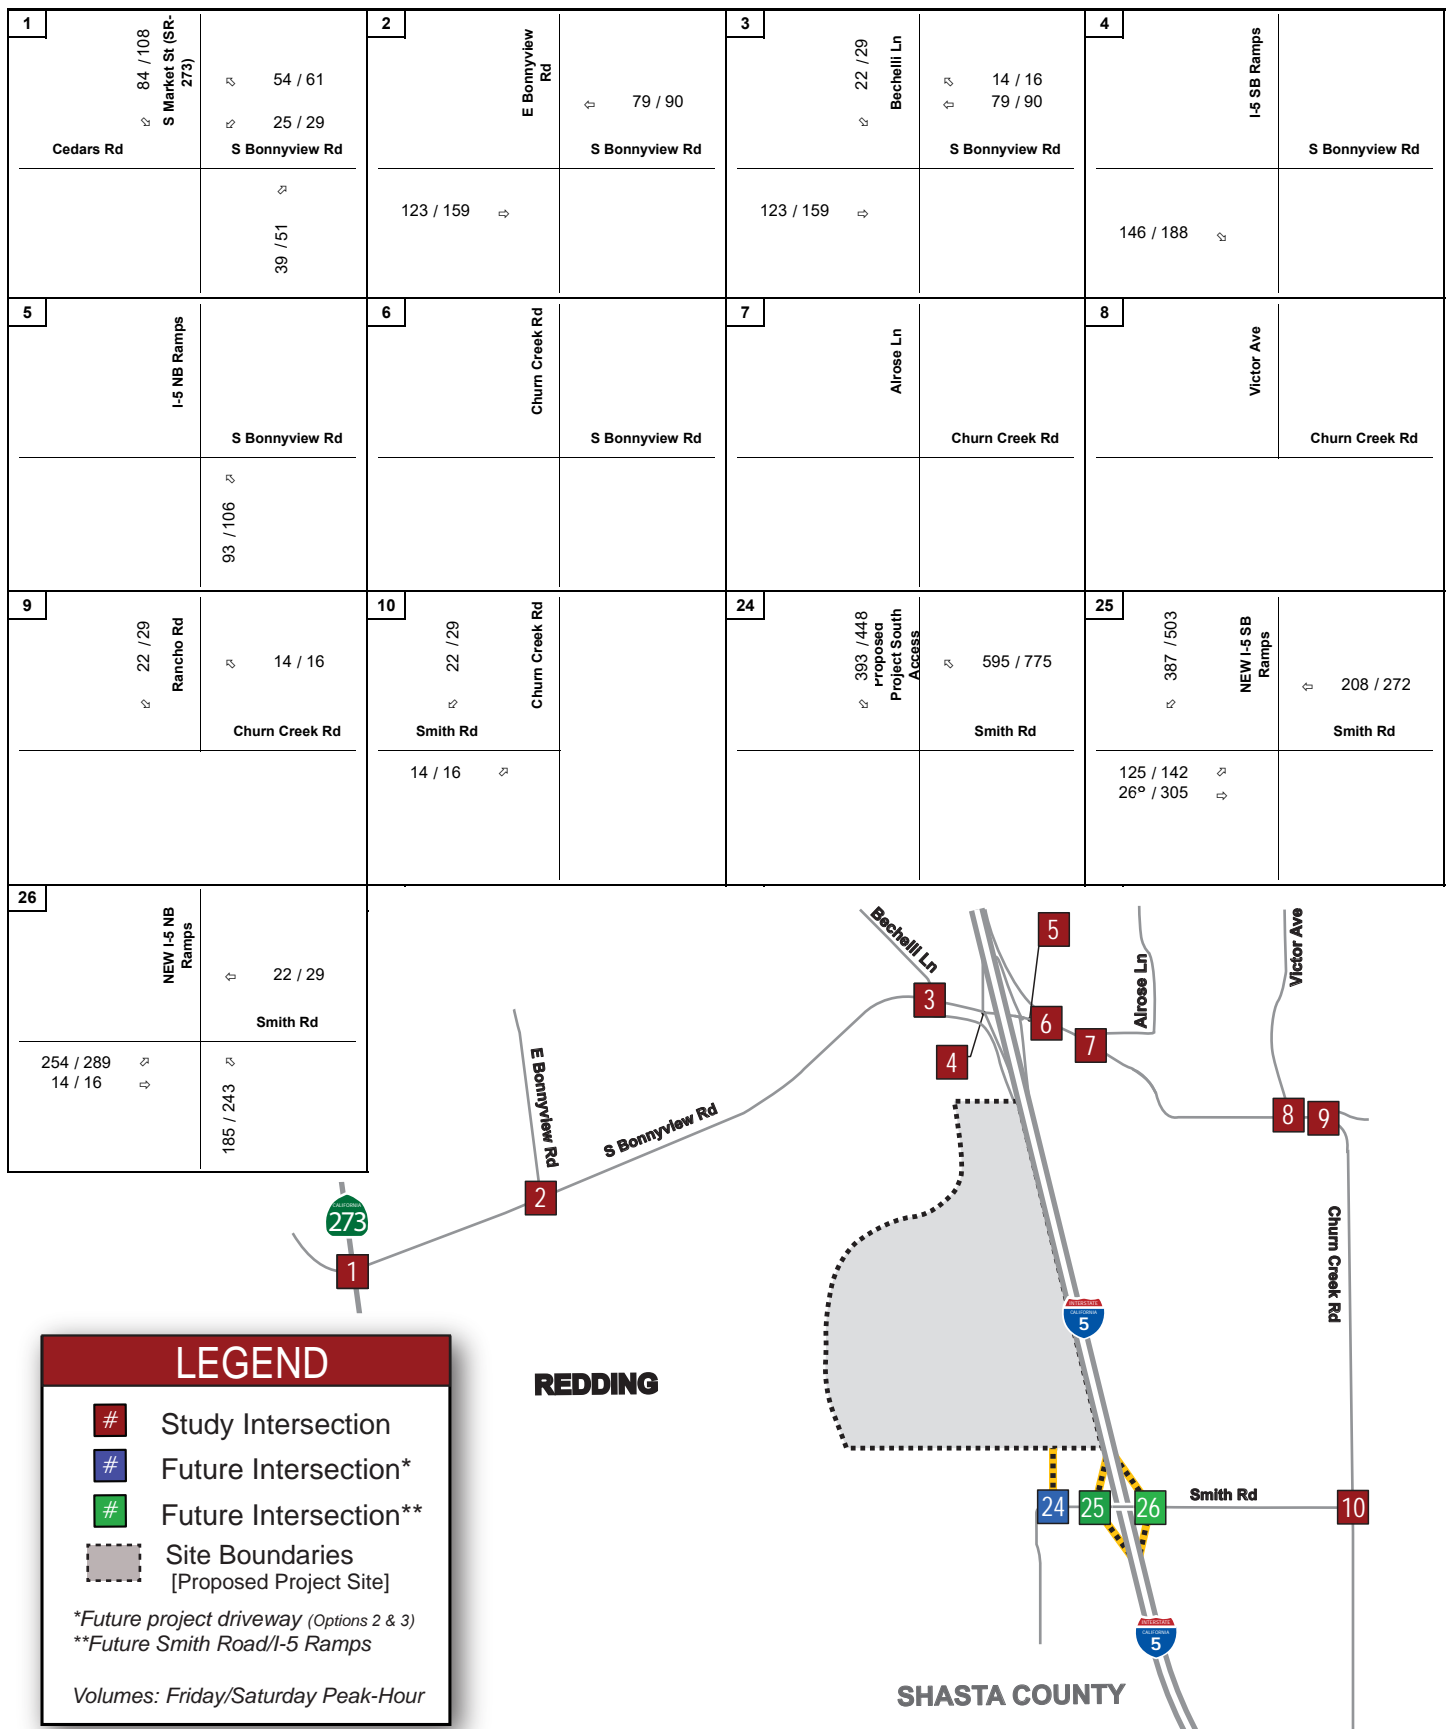 1
84 / 108
S Market St (SR-
273)
54 / 61
25 / 29
Cedars Rd
S Bonnyview Rd
39 / 51
2
E Bonnyview
Rd
79 / 90
S Bonnyview Rd
123 / 159
3
22 / 29
Bechelli Ln
14 / 16
79 / 90
S Bonnyview Rd
123 / 159
4
I-5 SB Ramps
S Bonnyview Rd
146 / 188
5
I-5 NB Ramps
S Bonnyview Rd
93 / 106
6
Churn Creek Rd
S Bonnyview Rd
7
Alrose Ln
Churn Creek Rd
8
Victor Ave
Churn Creek Rd
9
22 / 29
Rancho Rd
14 / 16
Churn Creek Rd
10
22 / 29
Churn Creek Rd
Smith Rd
14 / 16
24
393 / 448
Proposed
Project South
Access
595 / 775
Smith Rd
25
387 / 503
NEW I-5 SB
Ramps
208 / 272
Smith Rd
125 / 142
/ 305
26
NEW I-5 NB
Ramps
22 / 29
Smith Rd
254 / 289
14 / 16
185 / 243
Bechelli Ln
5
Alrose Ln
Victor Ave
3
6
7
4
E Bonnyview Rd
S Bonnyview Rd
8
9
2
CALIFORNIA
273
1
Churn Creek Rd
INTERSTATE
CALIFORNIA
5
REDDING
24
25
26
Smith Rd
10
INTERSTATE
CALIFORNIA
5
SHASTA COUNTY
LEGEND
# Study Intersection
# Future Intersection*
# Future Intersection**
Site Boundaries
[Proposed Project Site]
*Future project driveway (Options 2 & 3)
**Future Smith Road/I-5 Ramps
Volumes: Friday/Saturday Peak-Hour